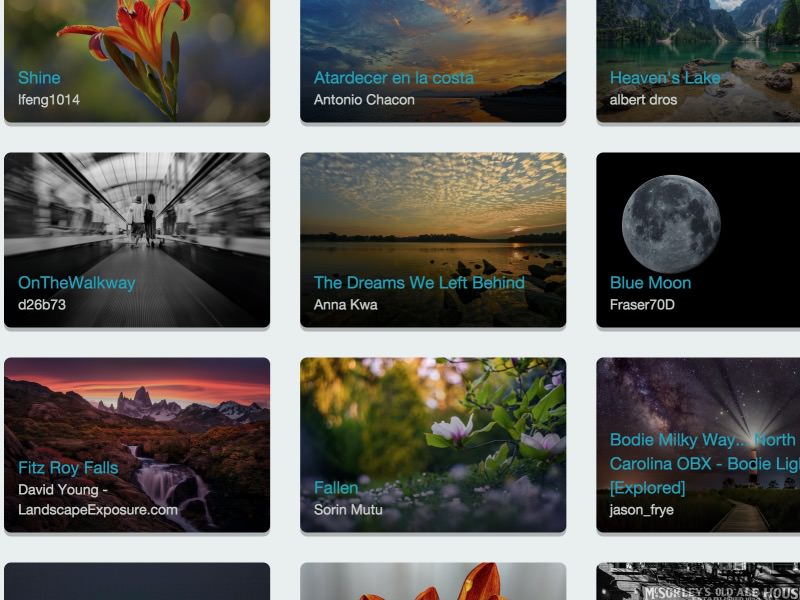 Shine
lfeng1014
Atardecer en la costa
Antonio Chacon
Heaven's Lake
albert dros
OnTheWalkway
d26b73
The Dreams We Left Behind
Anna Kwa
Blue Moon
Fraser70D
Fitz Roy Falls
David Young -
LandscapeExposure.com
Fallen
Sorin Mutu
Bodie Milky Way... North
Carolina OBX - Bodie
[Explored]
jason_frye
McSORLEY'S OLD ALE HOUSE